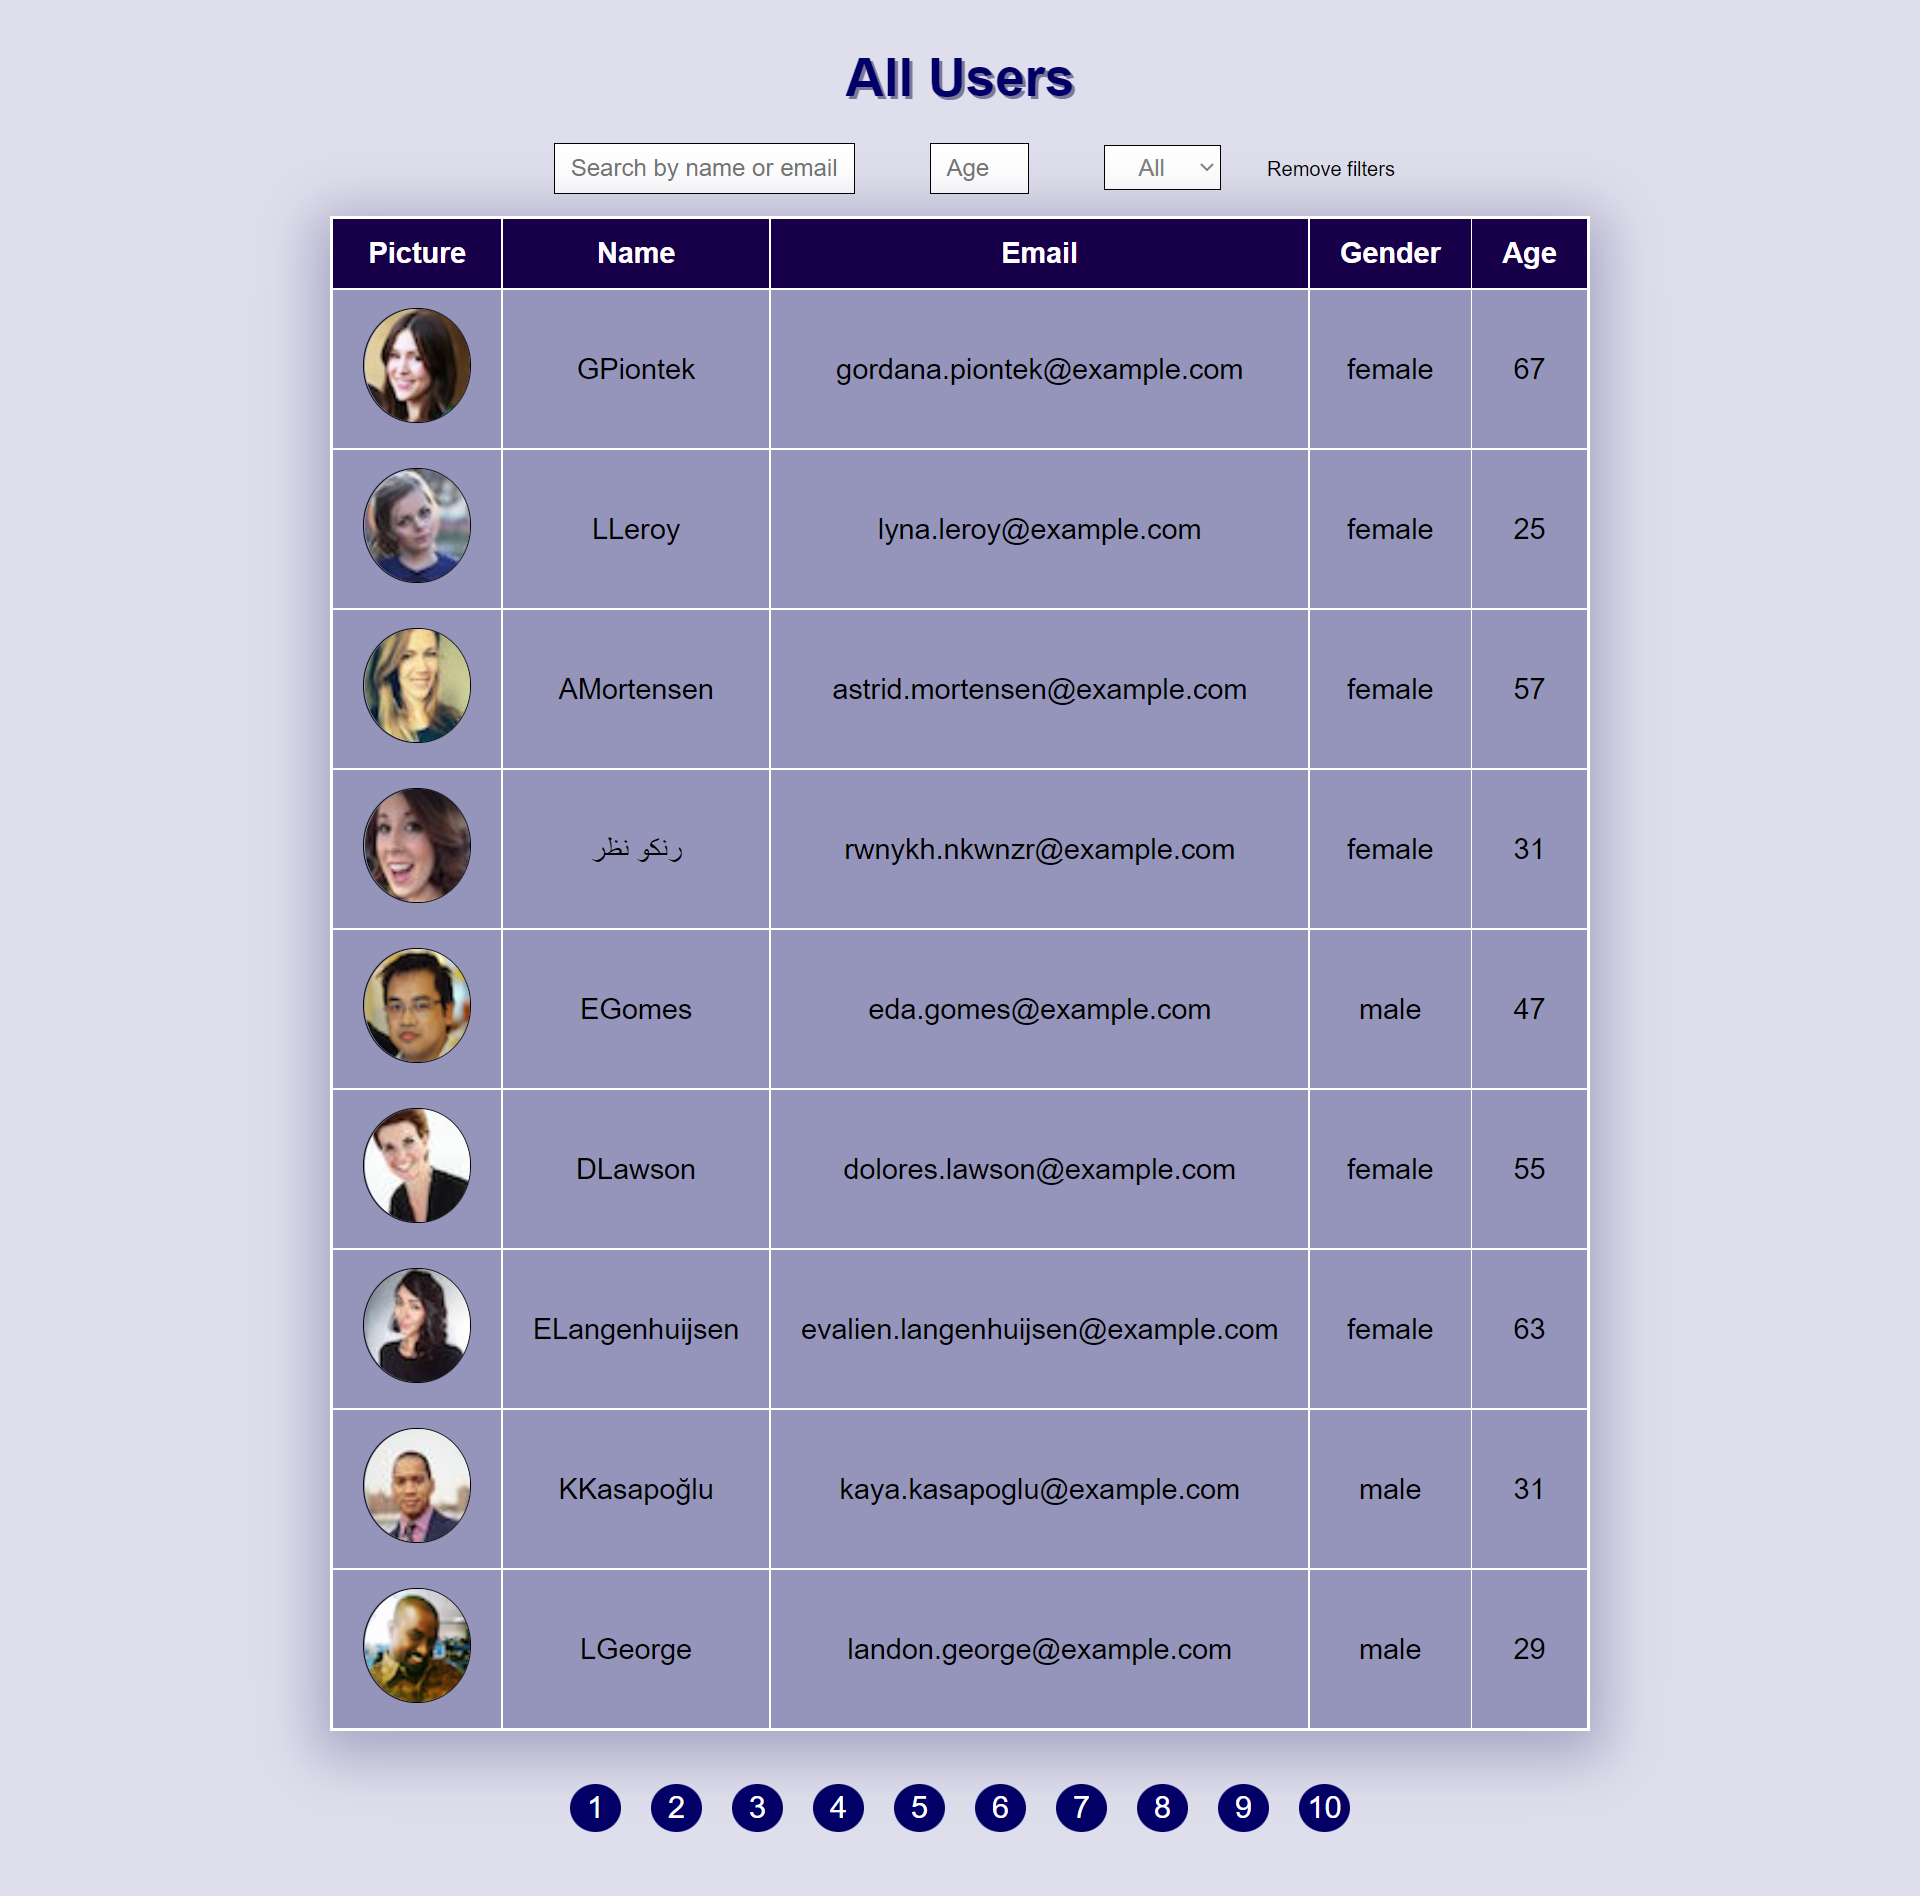 All Users
Search by name or email Age All Remove filters
Picture Name Email Gender Age
GPiontek gordana.piontek@example.com female 67
LLeroy lyna.leroy@example.com female 25
AMortensen astrid.mortensen@example.com female 57
رنکو نظر rwnykh.nkwnzr@example.com female 31
EGomes eda.gomes@example.com male 47
DLawson dolores.lawson@example.com female 55
ELangenhuijsen evalien.langenhuijsen@example.com female 63
KKasapoğlu kaya.kasapoglu@example.com male 31
LGeorge landon.george@example.com male 29
1 2 3 4 5 6 7 8 9 10